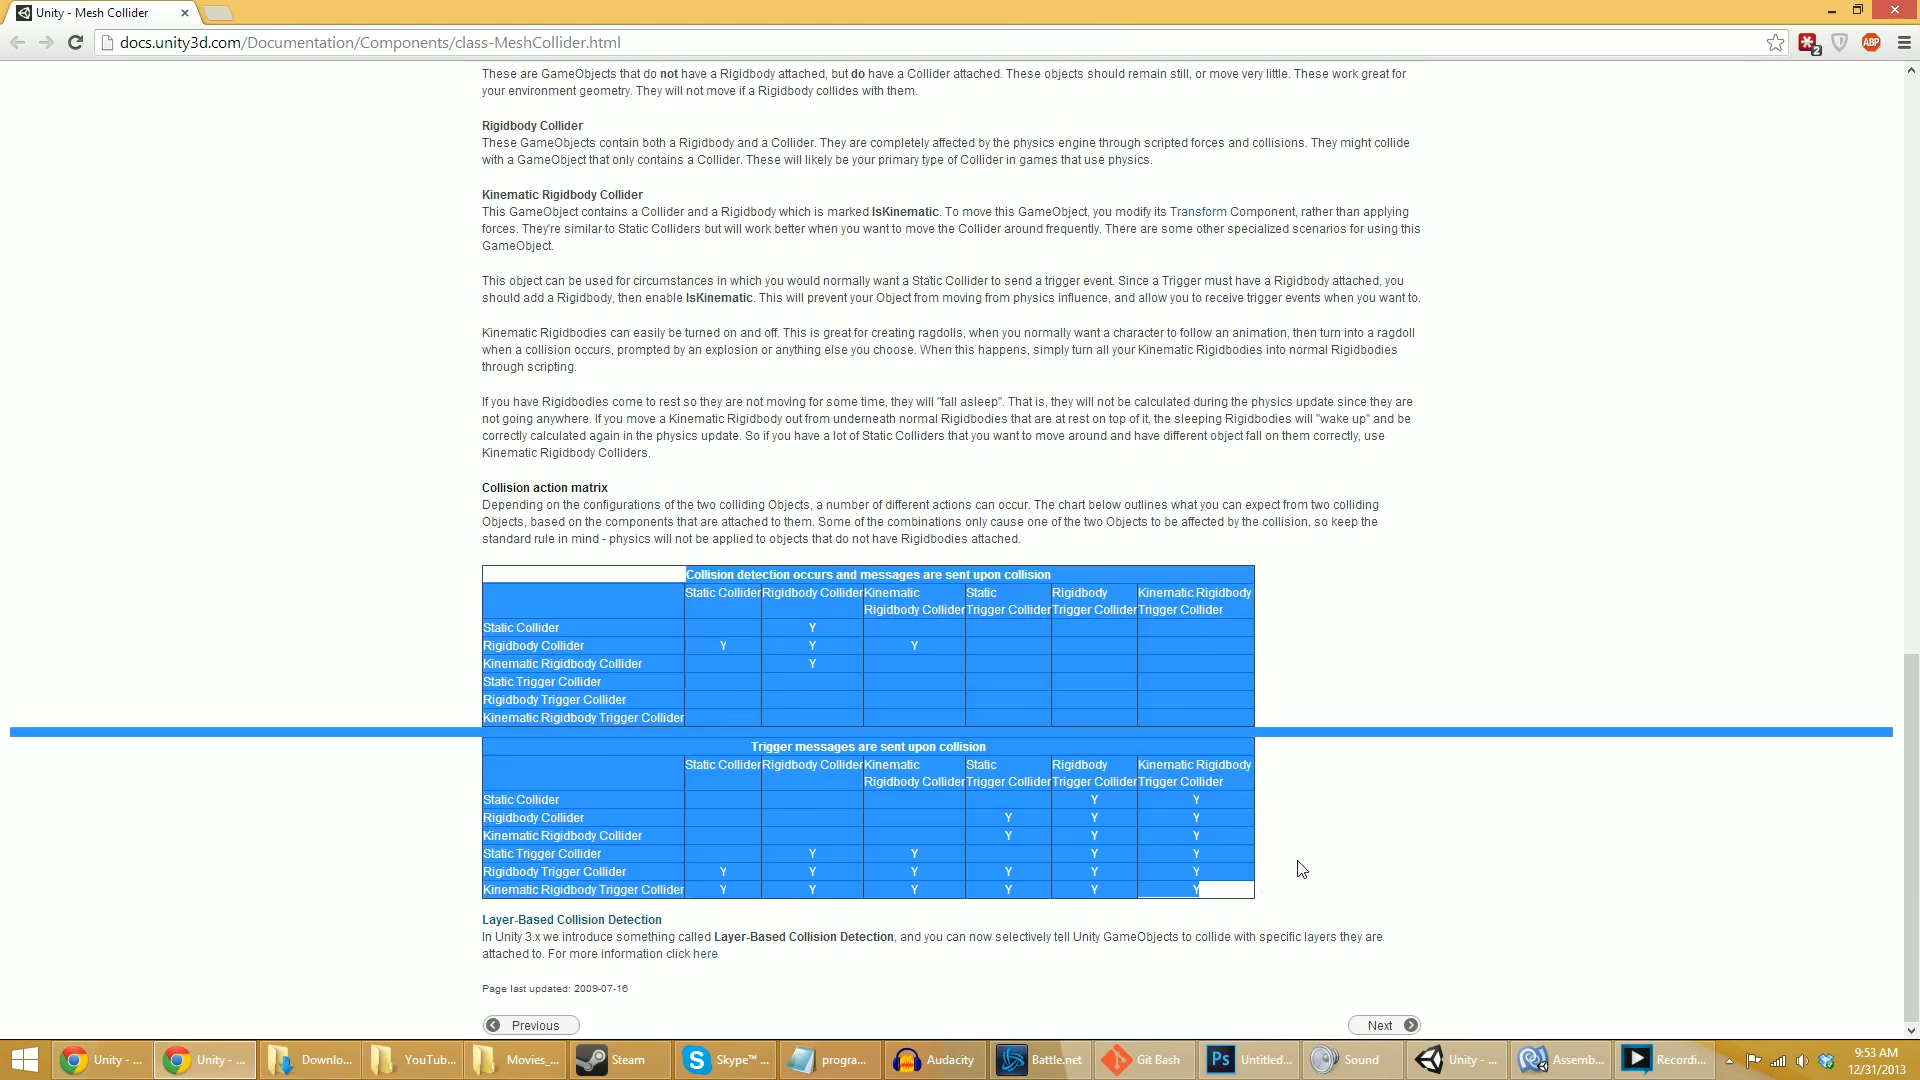 Unity - Mesh Collider
docs.unity3d.com/Documentation/Components/class-MeshCollider.html
2
ABP
These are GameObjects that do not have a Rigidbody attached, but do have a Collider attached. These objects should remain still, or move very little. These work great for
your environment geometry. They will not move if a Rigidbody collides with them.
Rigidbody Collider
These GameObjects contain both a Rigidbody and a Collider. They are completely affected by the physics engine through scripted forces and collisions. They might collide
with a GameObject that only contains a Collider. These will likely be your primary type of Collider in games that use physics.
Kinematic Rigidbody Collider
This GameObject contains a Collider and a Rigidbody which is marked IsKinematic. To move this GameObject, you modify its Transform Component, rather than applying
forces. They're similar to Static Colliders but will work better when you want to move the Collider around frequently. There are some other specialized scenarios for using this
GameObject.
This object can be used for circumstances in which you would normally want a Static Collider to send a trigger event. Since a Trigger must have a Rigidbody attached, you
should add a Rigidbody, then enable IsKinematic. This will prevent your Object from moving from physics influence, and allow you to receive trigger events when you want to.
Kinematic Rigidbodies can easily be turned on and off. This is great for creating ragdolls, when you normally want a character to follow an animation, then turn into a ragdoll
when a collision occurs, prompted by an explosion or anything else you choose. When this happens, simply turn all your Kinematic Rigidbodies into normal Rigidbodies
through scripting.
If you have Rigidbodies come to rest so they are not moving for some time, they will "fall asleep". That is, they will not be calculated during the physics update since they are
not going anywhere. If you move a Kinematic Rigidbody out from underneath normal Rigidbodies that are at rest on top of it, the sleeping Rigidbodies will "wake up" and be
correctly calculated again in the physics update. So if you have a lot of Static Colliders that you want to move around and have different object fall on them correctly, use
Kinematic Rigidbody Colliders.
Collision action matrix
Depending on the configurations of the two colliding Objects, a number of different actions can occur. The chart below outlines what you can expect from two colliding
Objects, based on the components that are attached to them. Some of the combinations only cause one of the two Objects to be affected by the collision, so keep the
standard rule in mind - physics will not be applied to objects that do not have Rigidbodies attached.
Collision detection occurs and messages are sent upon collision
Static Collider Rigidbody Collider Kinematic Static Rigidbody Kinematic Rigidbody
Rigidbody Collider Trigger Collider Trigger Collider Trigger Collider
Static Collider Y
Rigidbody Collider Y Y Y
Kinematic Rigidbody Collider Y
Static Trigger Collider
Rigidbody Trigger Collider
Kinematic Rigidbody Trigger Collider
Trigger messages are sent upon collision
Static Collider Rigidbody Collider Kinematic Static Rigidbody Kinematic Rigidbody
Rigidbody Collider Trigger Collider Trigger Collider Trigger Collider
Static Collider Y Y
Rigidbody Collider Y Y Y
Kinematic Rigidbody Collider Y Y Y
Static Trigger Collider Y Y Y Y
Rigidbody Trigger Collider Y Y Y Y Y Y
Kinematic Rigidbody Trigger Collider Y Y Y Y Y Y
Layer-Based Collision Detection
In Unity 3.x we introduce something called Layer-Based Collision Detection, and you can now selectively tell Unity GameObjects to collide with specific layers they are
attached to. For more information click here
Page last updated: 2009-07-16
Previous Next
Unity - ... Unity - ... Downlo... YouTub... Movies_... Steam Skype™ ... progra... Audacity Battle.net Git Bash Ps Untitled... Sound Unity - ... Assemb... Recordi... 9:53 AM
12/31/2013